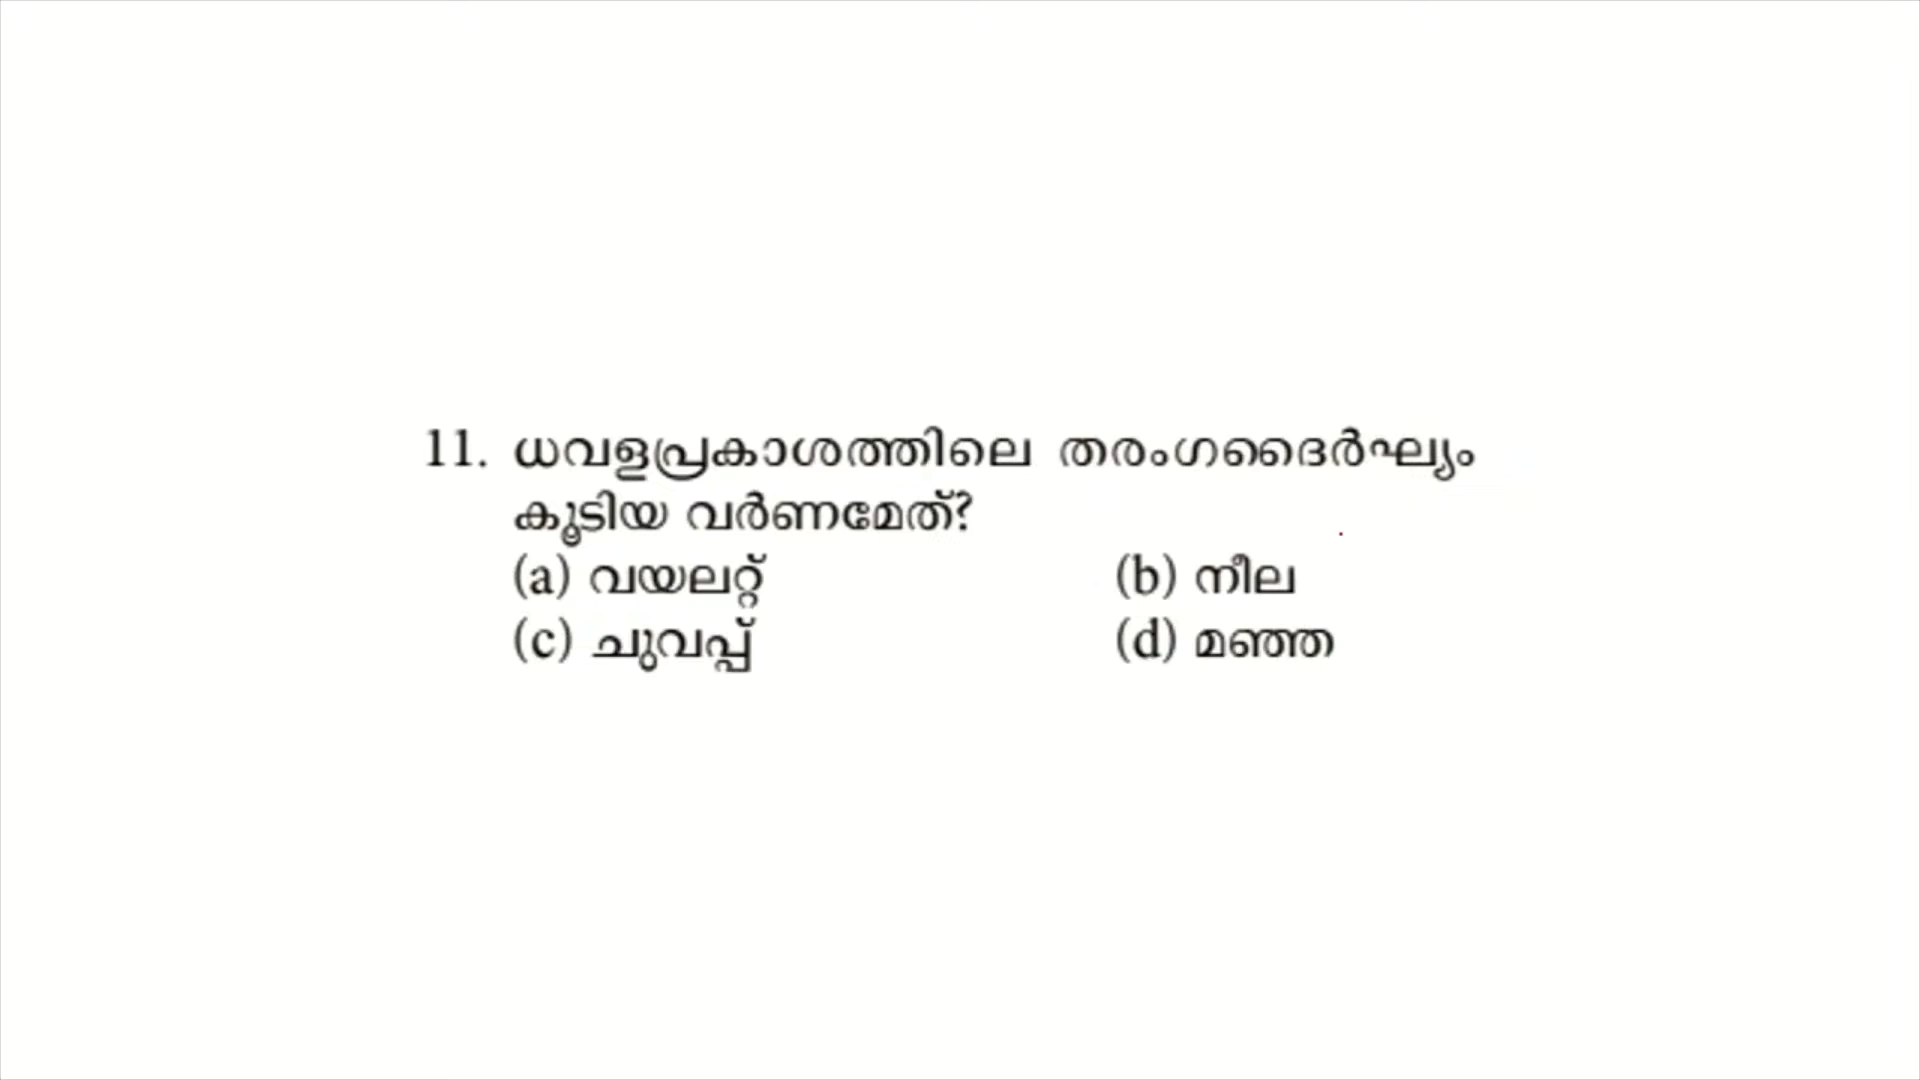 11. ധവളപ്രകാശത്തിലെ തരംഗദൈർഘ്യം
കൂടിയ വർണമേത്?
(a) വയലറ്റ് (b) നീല
(c) ചുവപ്പ് (d) മഞ്ഞ